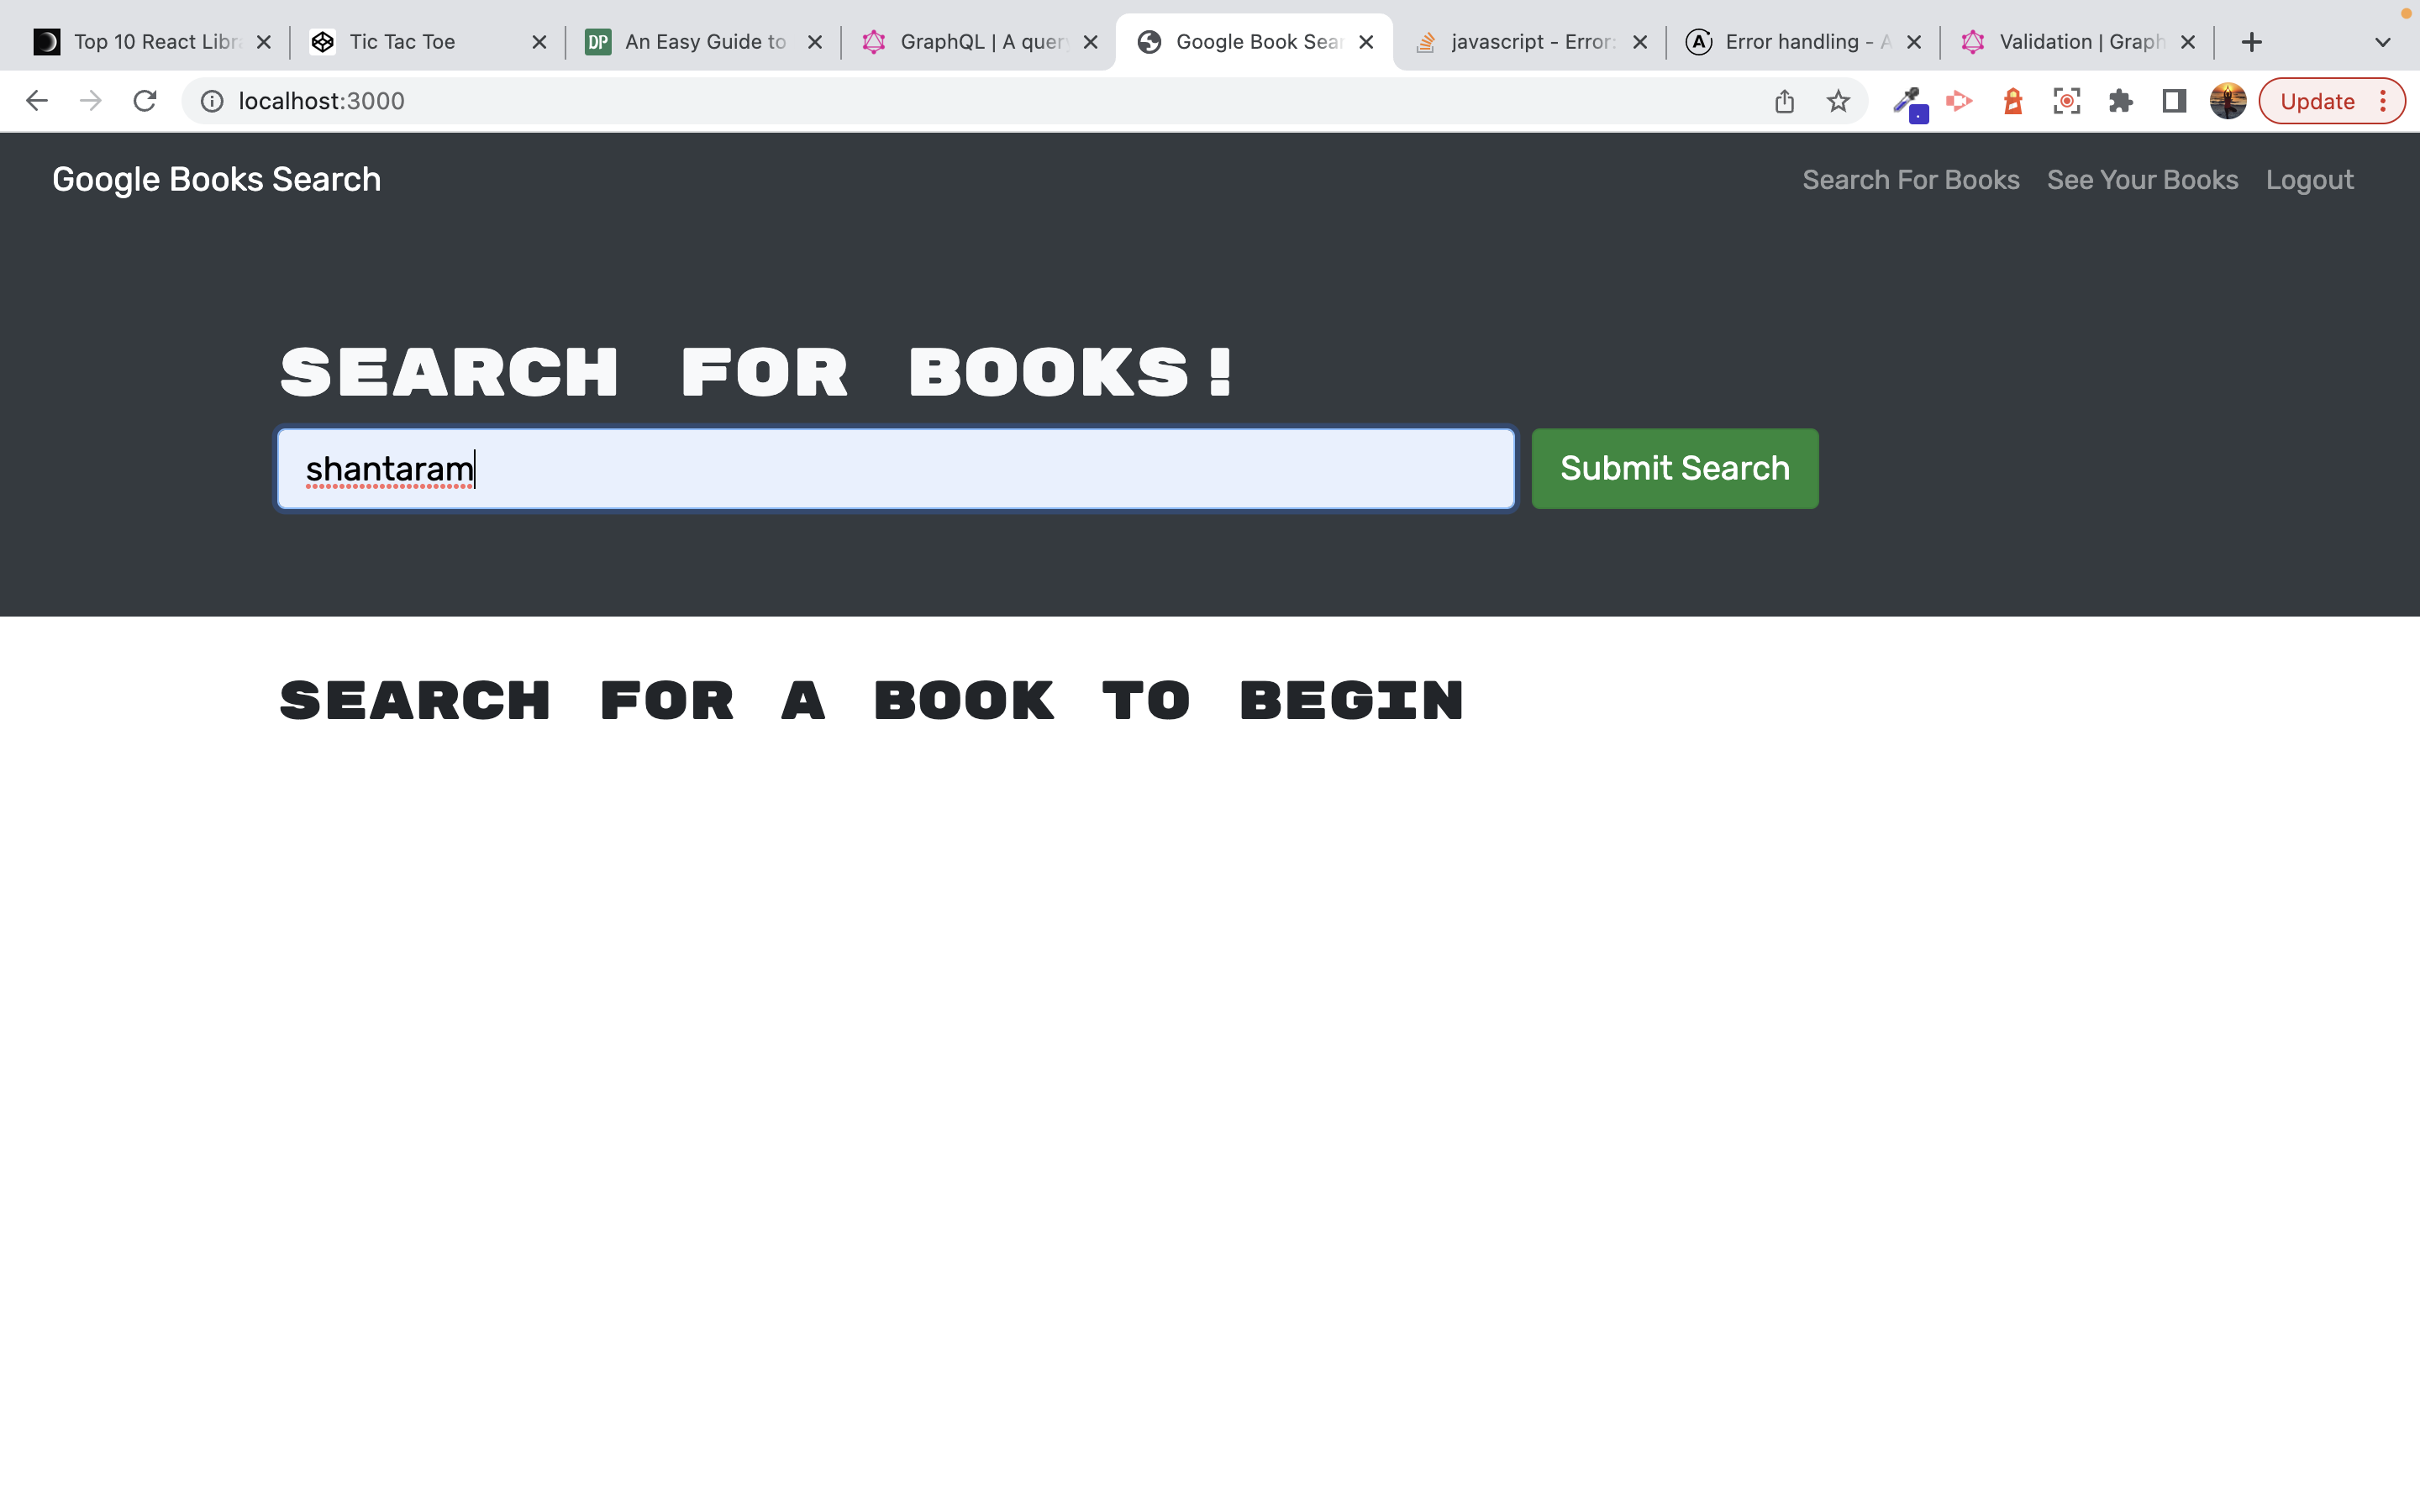 Top 10 React Libr
Tic Tac Toe
DP
An Easy Guide to
GraphQL | A query
Google Book Sear
javascript - Error:
Error handling - A
Validation | Graph
localhost:3000
Update
Google Books Search
Search For Books
See Your Books
Logout
SEARCH FOR BOOKS!
shantaram
Submit Search
SEARCH FOR A BOOK TO BEGIN